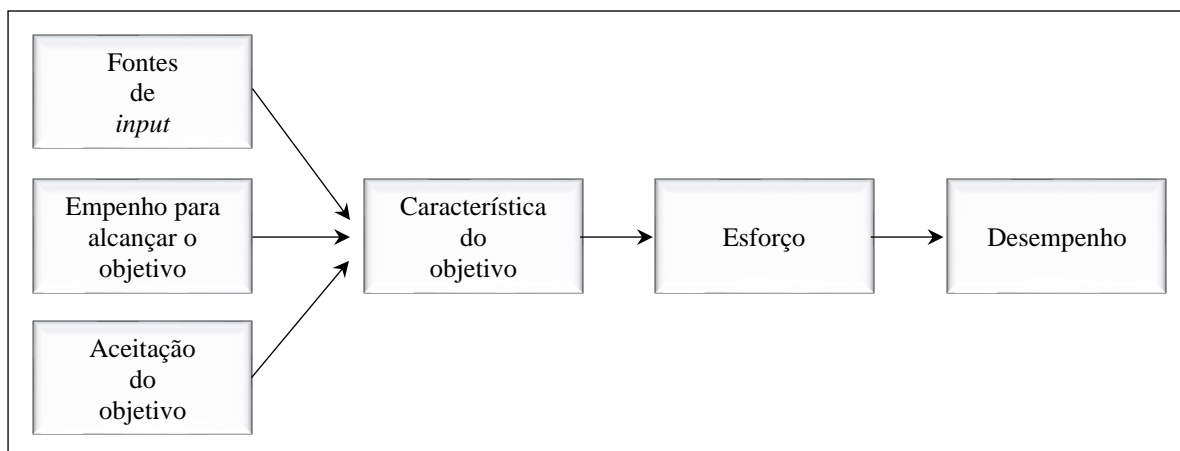 Fontes
de
input
Empenho para
alcançar o
objetivo
Aceitação
do
objetivo
Característica
do
objetivo
Esforço
Desempenho